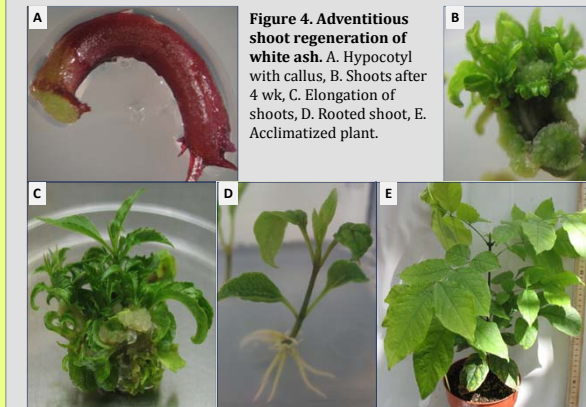 A
Figure 4. Adventitious
shoot regeneration of
white ash. A. Hypocotyl
with callus, B. Shoots after
4 wk, C. Elongation of
shoots, D. Rooted shoot, E.
Acclimatized plant.
B
C
D
E